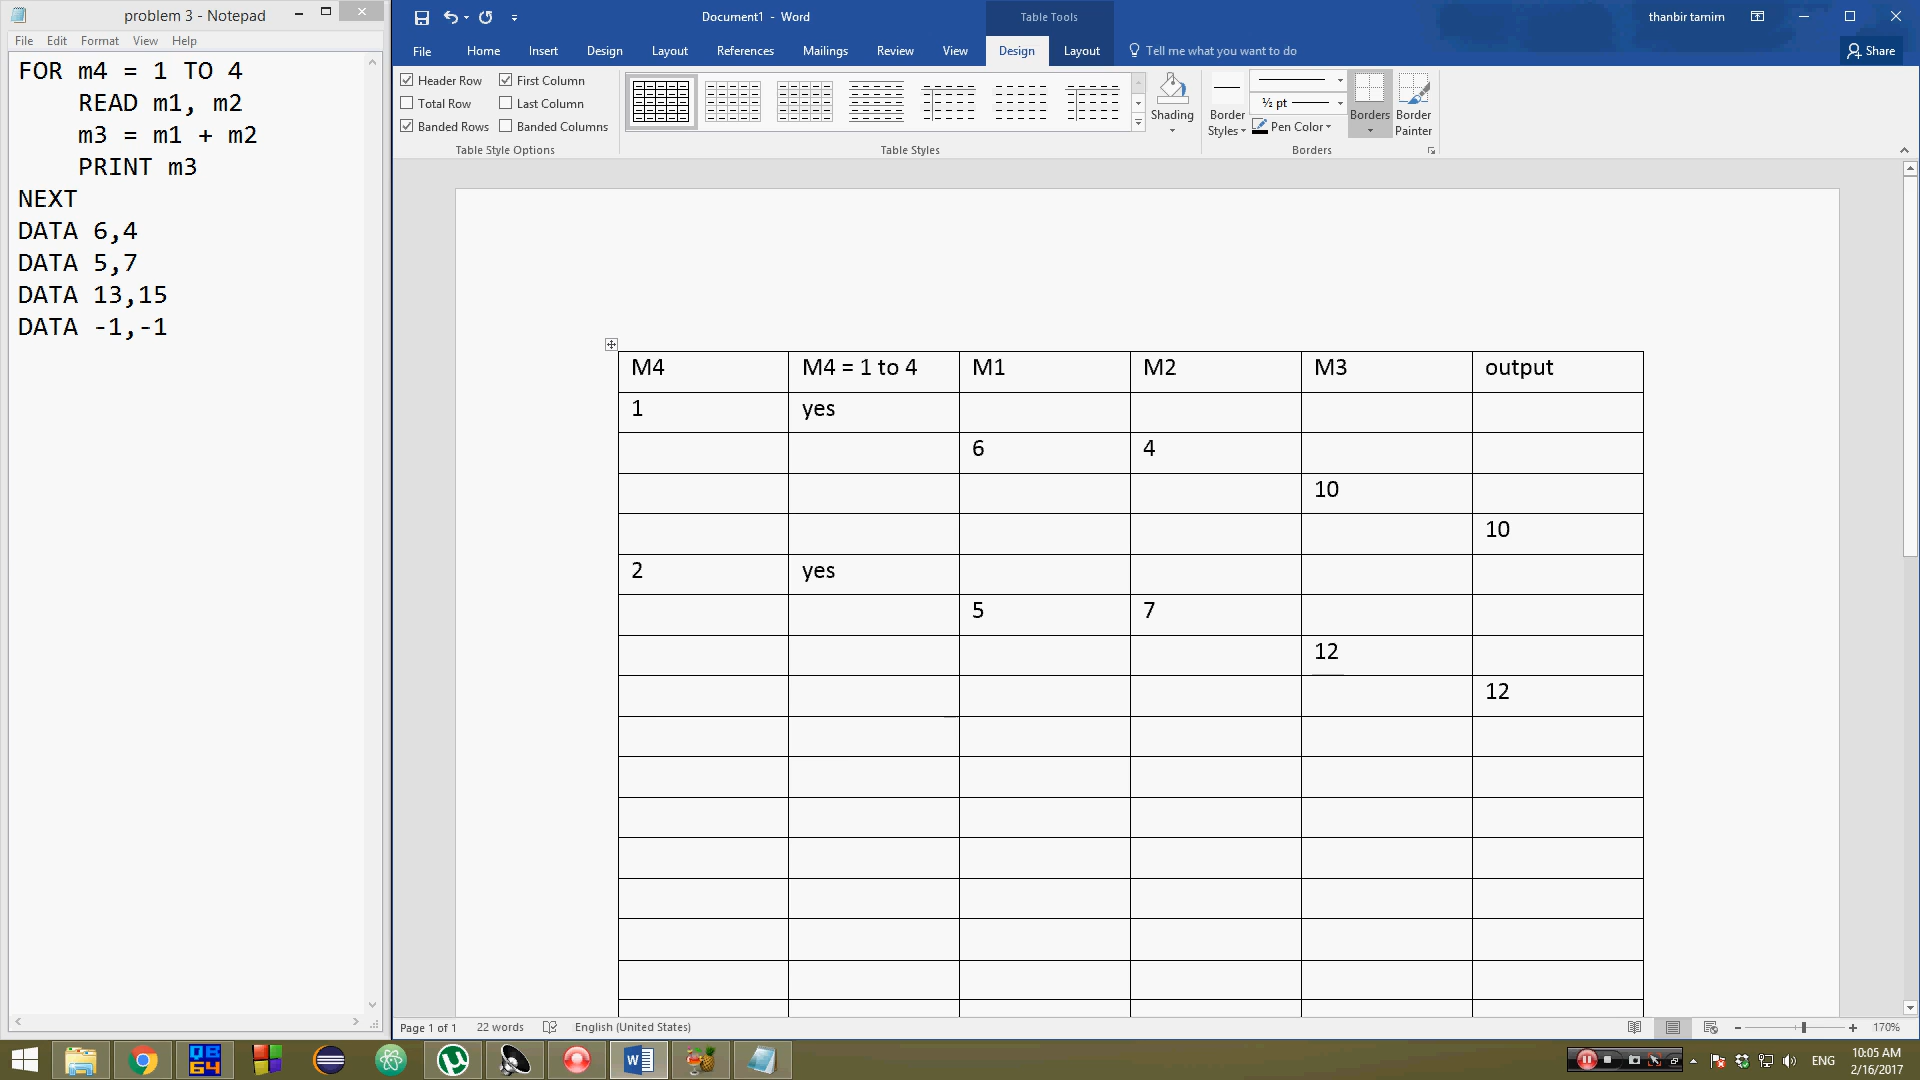 problem 3 - Notepad
File Edit Format View Help
FOR m4 = 1 TO 4
READ m1, m2
m3 = m1 + m2
PRINT m3
NEXT
DATA 6,4
DATA 5,7
DATA 13,15
DATA -1,-1
Document1 - Word
Table Tools
thanbir tamim
File Home Insert Design Layout References Mailings Review View Design Layout Tell me what you want to do Share
Header Row First Column
Total Row Last Column
Banded Rows Banded Columns
Table Style Options
Table Styles
Shading
Border Styles
½ pt
Pen Color
Borders
Border Painter
Borders
M4 M4 = 1 to 4 M1 M2 M3 output
1 yes
6 4
10
10
2 yes
5 7
12
12
Page 1 of 1 22 words English (United States) 170%
QB 64
ENG
10:05 AM
2/16/2017